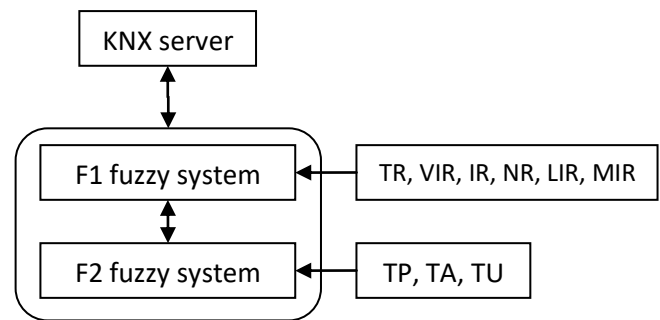 KNX server
F1 fuzzy system
TR, VIR, IR, NR, LIR, MIR
F2 fuzzy system
TP, TA, TU